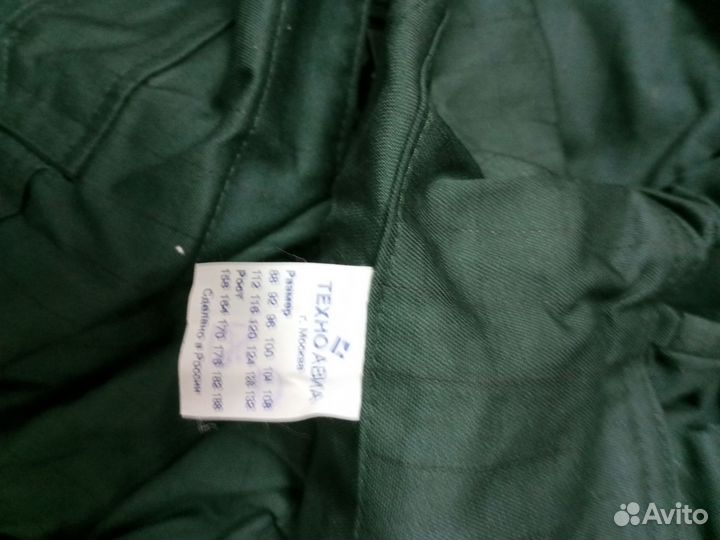 ТЕХНОАВИА
г. Москва
Размер
88 92 96 100 104 108
112 116 120 124 128 132
Рост
158 164 170 176 182 188
Сделано в России
Avito